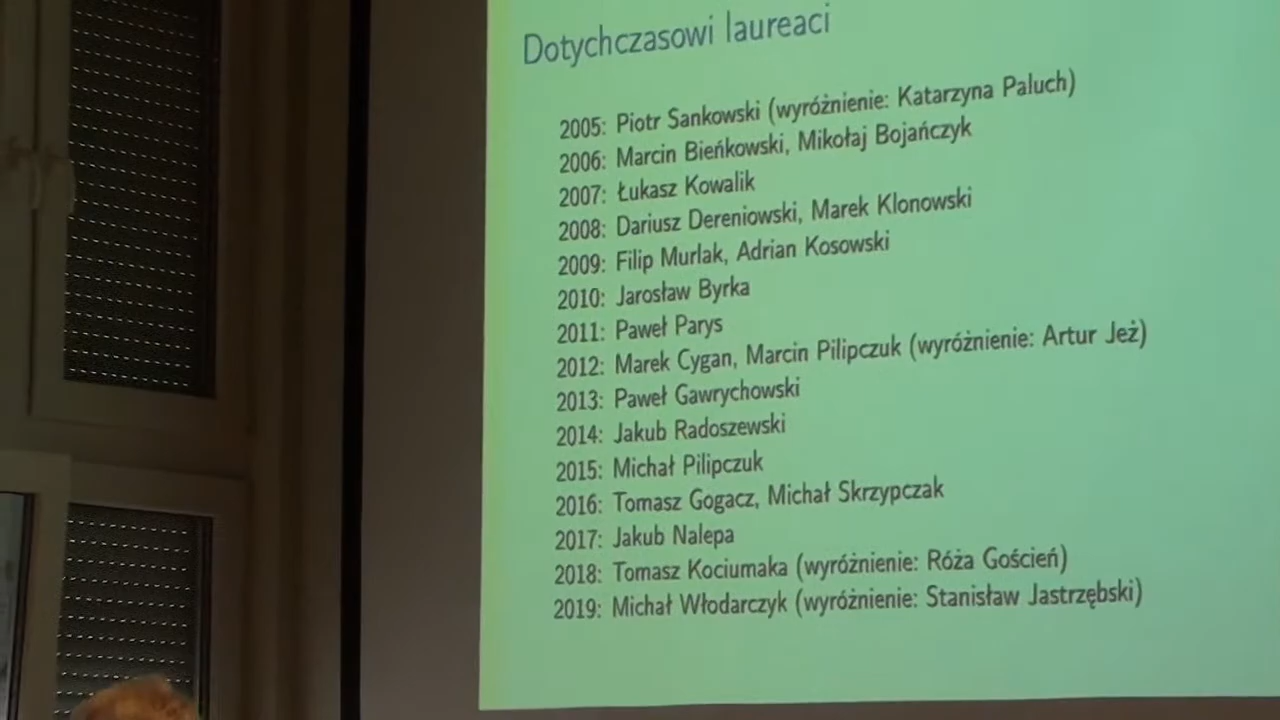 Dotychczasowi laureaci
2005: Piotr Sankowski (wyróżnienie: Katarzyna Paluch)
2006: Marcin Bieńkowski, Mikołaj Bojańczyk
2007: Łukasz Kowalik
2008: Dariusz Dereniowski, Marek Klonowski
2009: Filip Murlak, Adrian Kosowski
2010: Jarosław Byrka
2011: Paweł Parys
2012: Marek Cygan, Marcin Pilipczuk (wyróżnienie: Artur Jeż)
2013: Paweł Gawrychowski
2014: Jakub Radoszewski
2015: Michał Pilipczuk
2016: Tomasz Gogacz, Michał Skrzypczak
2017: Jakub Nalepa
2018: Tomasz Kociumaka (wyróżnienie: Róża Goścień)
2019: Michał Włodarczyk (wyróżnienie: Stanisław Jastrzębski)